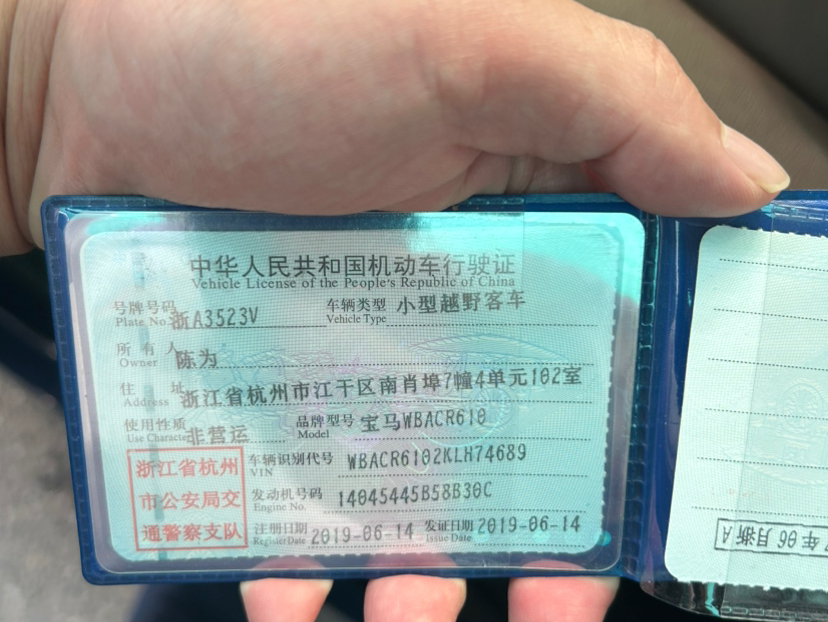 中华人民共和国机动车行驶证
Vehicle License of the People's Republic of China
号牌号码 浙A3523V 车辆类型 小型越野客车
Plate No. Vehicle Type
所有人 陈为
Owner
住址 浙江省杭州市江干区南肖埠7幢4单元102室
Address
使用性质 非营运 品牌型号 宝马WBACR610
Use Character Model
浙江省杭州
市公安局交
通警察支队
车辆识别代号 WBACR6102KLH74689
VIN
发动机号码 14045445B58B30C
Engine No.
注册日期 2019-06-14 发证日期 2019-06-14
Register Date Issue Date
年06月浙A